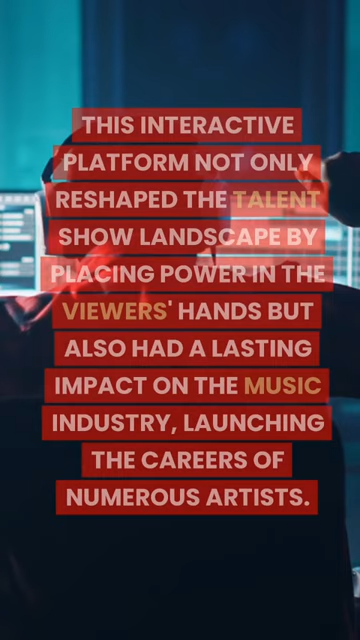 THIS INTERACTIVE
PLATFORM NOT ONLY
RESHAPED THE TALENT
SHOW LANDSCAPE BY
PLACING POWER IN THE
VIEWERS' HANDS BUT
ALSO HAD A LASTING
IMPACT ON THE MUSIC
INDUSTRY, LAUNCHING
THE CAREERS OF
NUMEROUS ARTISTS.